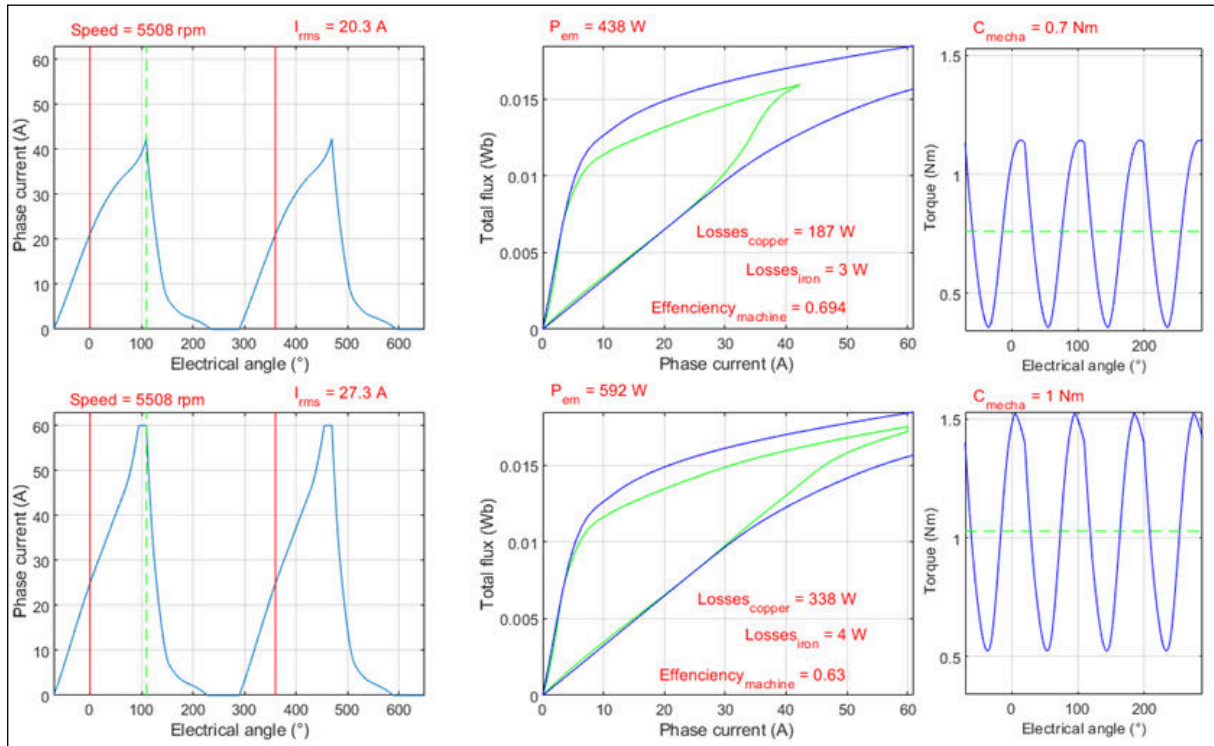 Speed = 5508 rpm
I_rms = 20.3 A
60
50
40
30
20
10
0
Phase current (A)
0 100 200 300 400 500 600
Electrical angle (°)
P_em = 438 W
0.015
0.01
0.005
0
Total flux (Wb)
Losses_copper = 187 W
Losses_iron = 3 W
Effenciency_machine = 0.694
0 10 20 30 40 50 60
Phase current (A)
C_mecha = 0.7 Nm
1.5
1
0.5
Torque (Nm)
0 100 200
Electrical angle (°)
Speed = 5508 rpm
I_rms = 27.3 A
60
50
40
30
20
10
0
Phase current (A)
0 100 200 300 400 500 600
Electrical angle (°)
P_em = 592 W
0.015
0.01
0.005
0
Total flux (Wb)
Losses_copper = 338 W
Losses_iron = 4 W
Effenciency_machine = 0.63
0 10 20 30 40 50 60
Phase current (A)
C_mecha = 1 Nm
1.5
1
0.5
Torque (Nm)
0 100 200
Electrical angle (°)